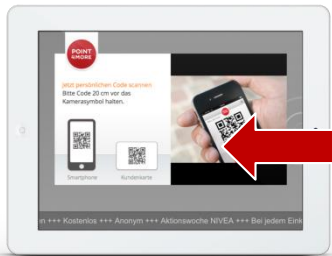 POINT
&MORE
Jetzt persönlichen Code scannen:
Bitte Code 20 cm vor das
Kamerasymbol halten.
Smartphone
Kundenkarte
en +++ Kostenlos +++ Anonym +++ Aktionswoche NIVEA +++ Bei jedem Eink